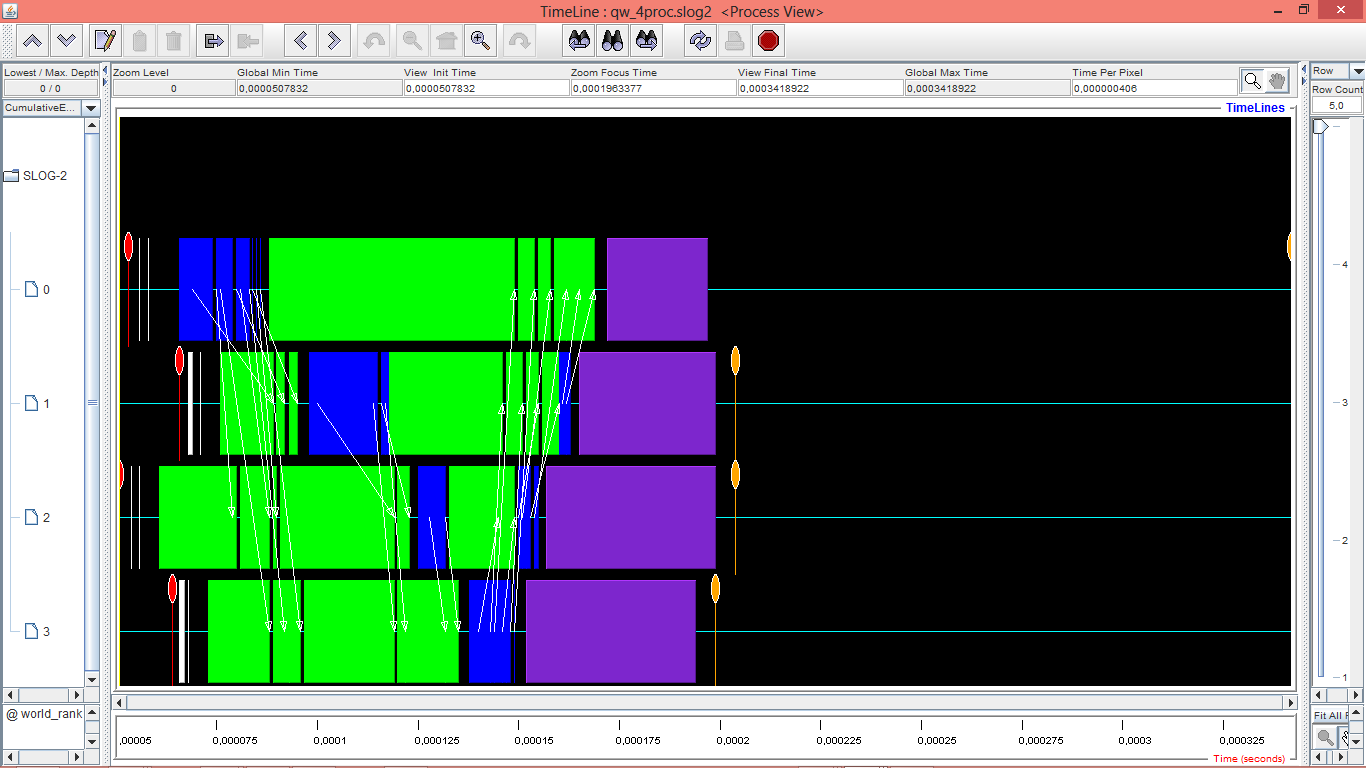 TimeLine : qw_4proc.slog2 <Process View>
Lowest / Max. Depth
0 / 0
Zoom Level
0
Global Min Time
0,0000507832
View Init Time
0,0000507832
Zoom Focus Time
0,0001963377
View Final Time
0,0003418922
Global Max Time
0,0003418922
Time Per Pixel
0,000000406
Row
Row Count
5,0
CumulativeE...
TimeLines
SLOG-2
0
1
2
3
4
3
2
1
@ world_rank
,00005
0,000075
0,0001
0,000125
0,00015
0,00175
0,0002
0,000225
0,00025
0,000275
0,0003
0,000325
Time (seconds)
Fit All